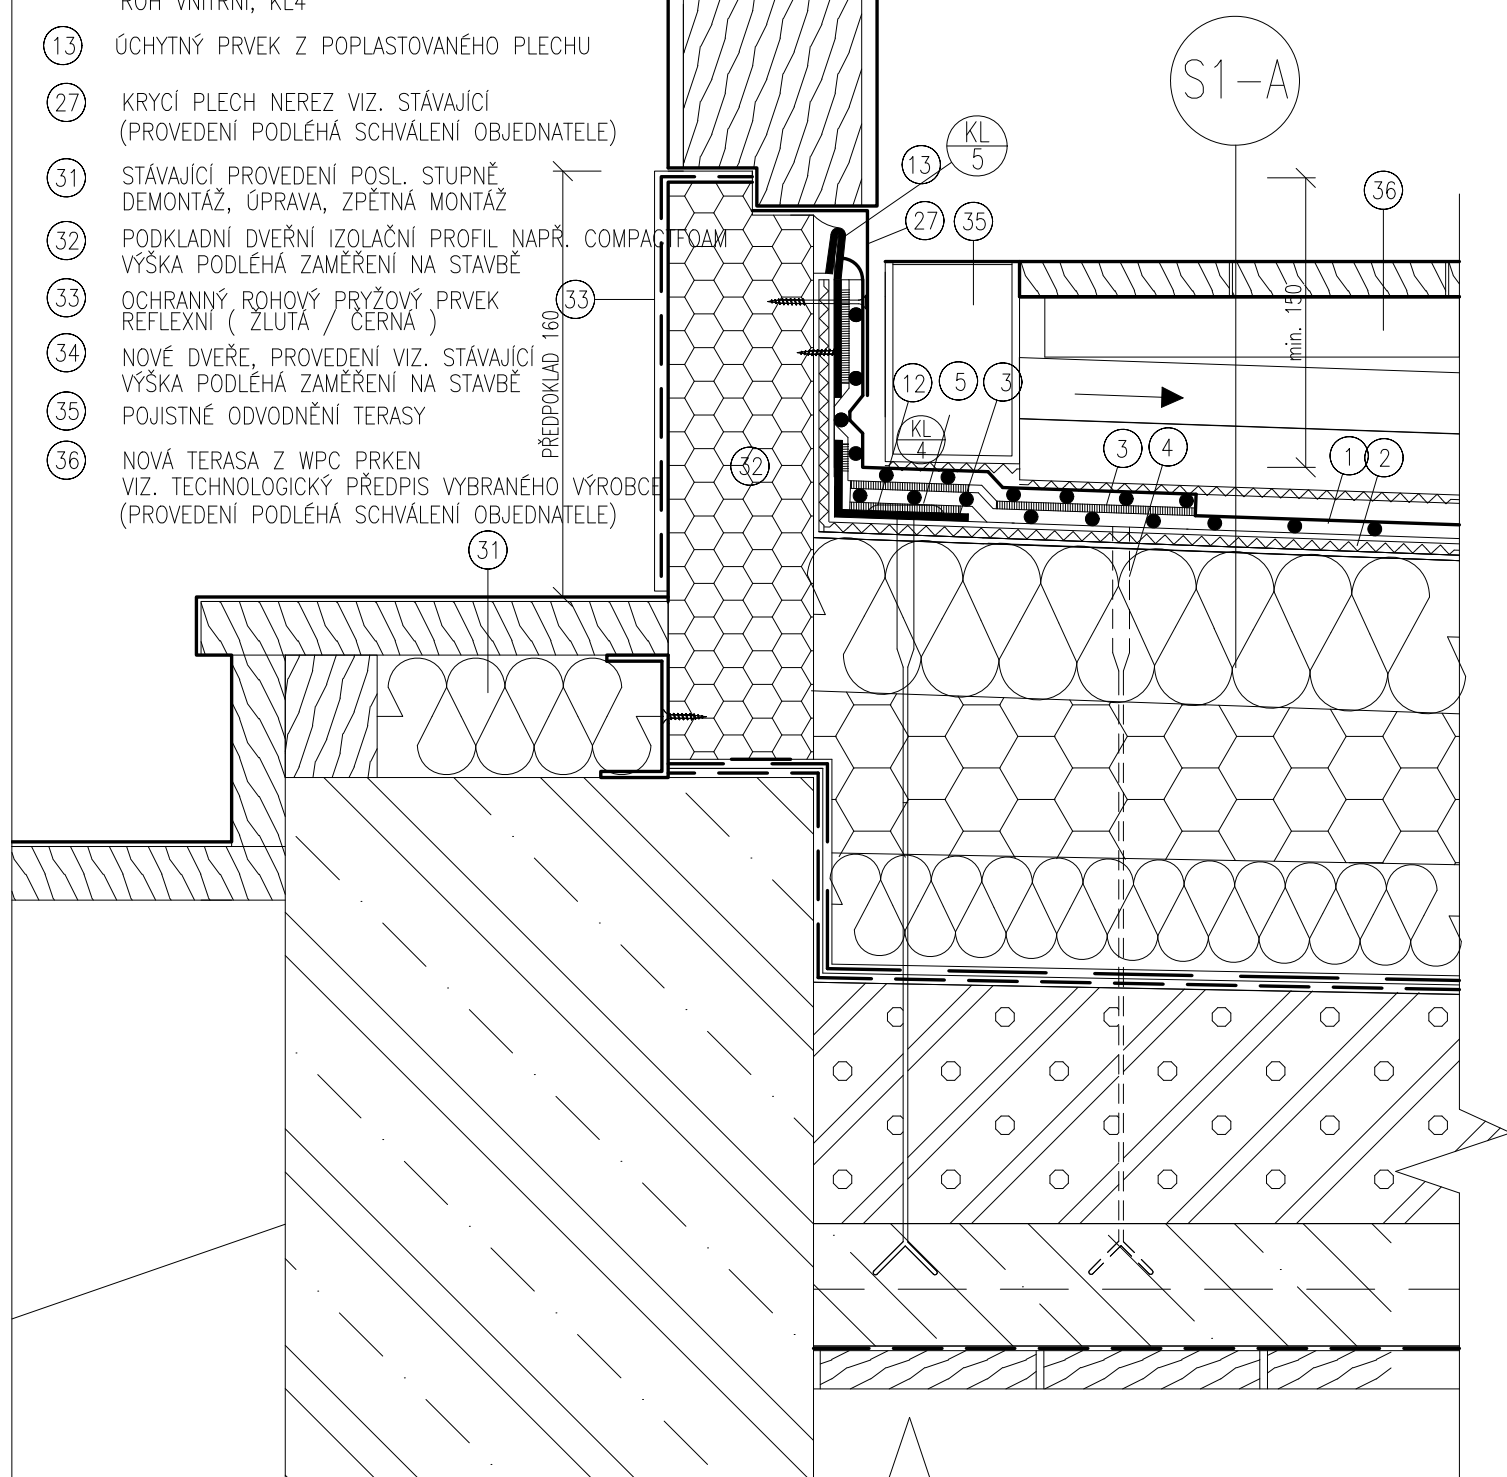 ROH VNITŘNÍ, KL4
13 ÚCHYTNÝ PRVEK Z POPLASTOVANÉHO PLECHU
27 KRYCÍ PLECH NEREZ VIZ. STÁVAJÍCÍ
(PROVEDENÍ PODLÉHÁ SCHVÁLENÍ OBJEDNATELE)
31 STÁVAJÍCÍ PROVEDENÍ POSL. STUPNĚ
DEMONTÁŽ, ÚPRAVA, ZPĚTNÁ MONTÁŽ
32 PODKLADNÍ DVEŘNÍ IZOLAČNÍ PROFIL NAPŘ. COMPACTFOAM
VÝŠKA PODLÉHÁ ZAMĚŘENÍ NA STAVBĚ
33 OCHRANNÝ ROHOVÝ PRYŽOVÝ PRVEK
REFLEXNÍ ( ŽLUTÁ / ČERNÁ )
34 NOVÉ DVEŘE, PROVEDENÍ VIZ. STÁVAJÍCÍ
VÝŠKA PODLÉHÁ ZAMĚŘENÍ NA STAVBĚ
35 POJISTNÉ ODVODNĚNÍ TERASY
36 NOVÁ TERASA Z WPC PRKEN
VIZ. TECHNOLOGICKÝ PŘEDPIS VYBRANÉHO VÝROBCE
(PROVEDENÍ PODLÉHÁ SCHVÁLENÍ OBJEDNATELE)
S1-A
KL
5
13
27
35
36
33
PŘEDPOKLAD 160
min. 150
12
5
3
KL
4
32
3
4
1
2
31